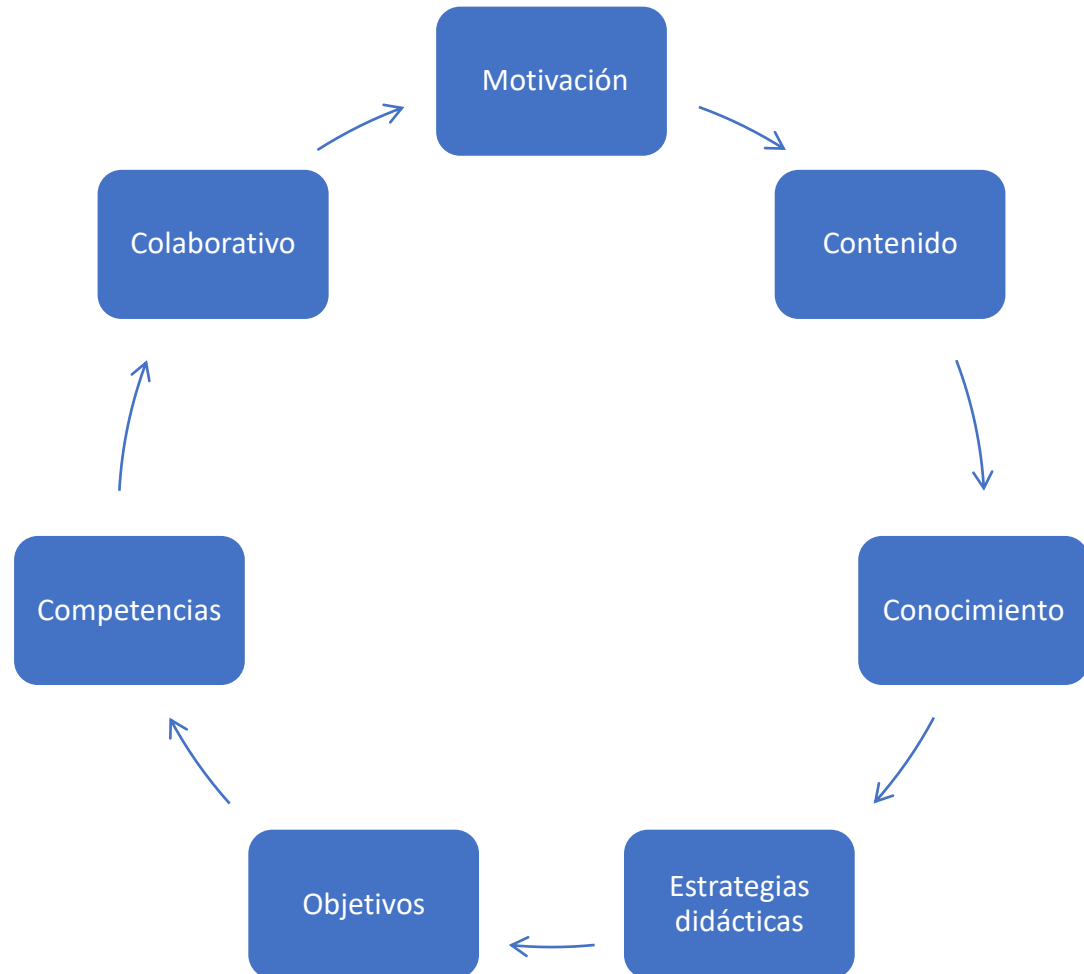 Motivación
Contenido
Conocimiento
Estrategias
didácticas
Objetivos
Competencias
Colaborativo